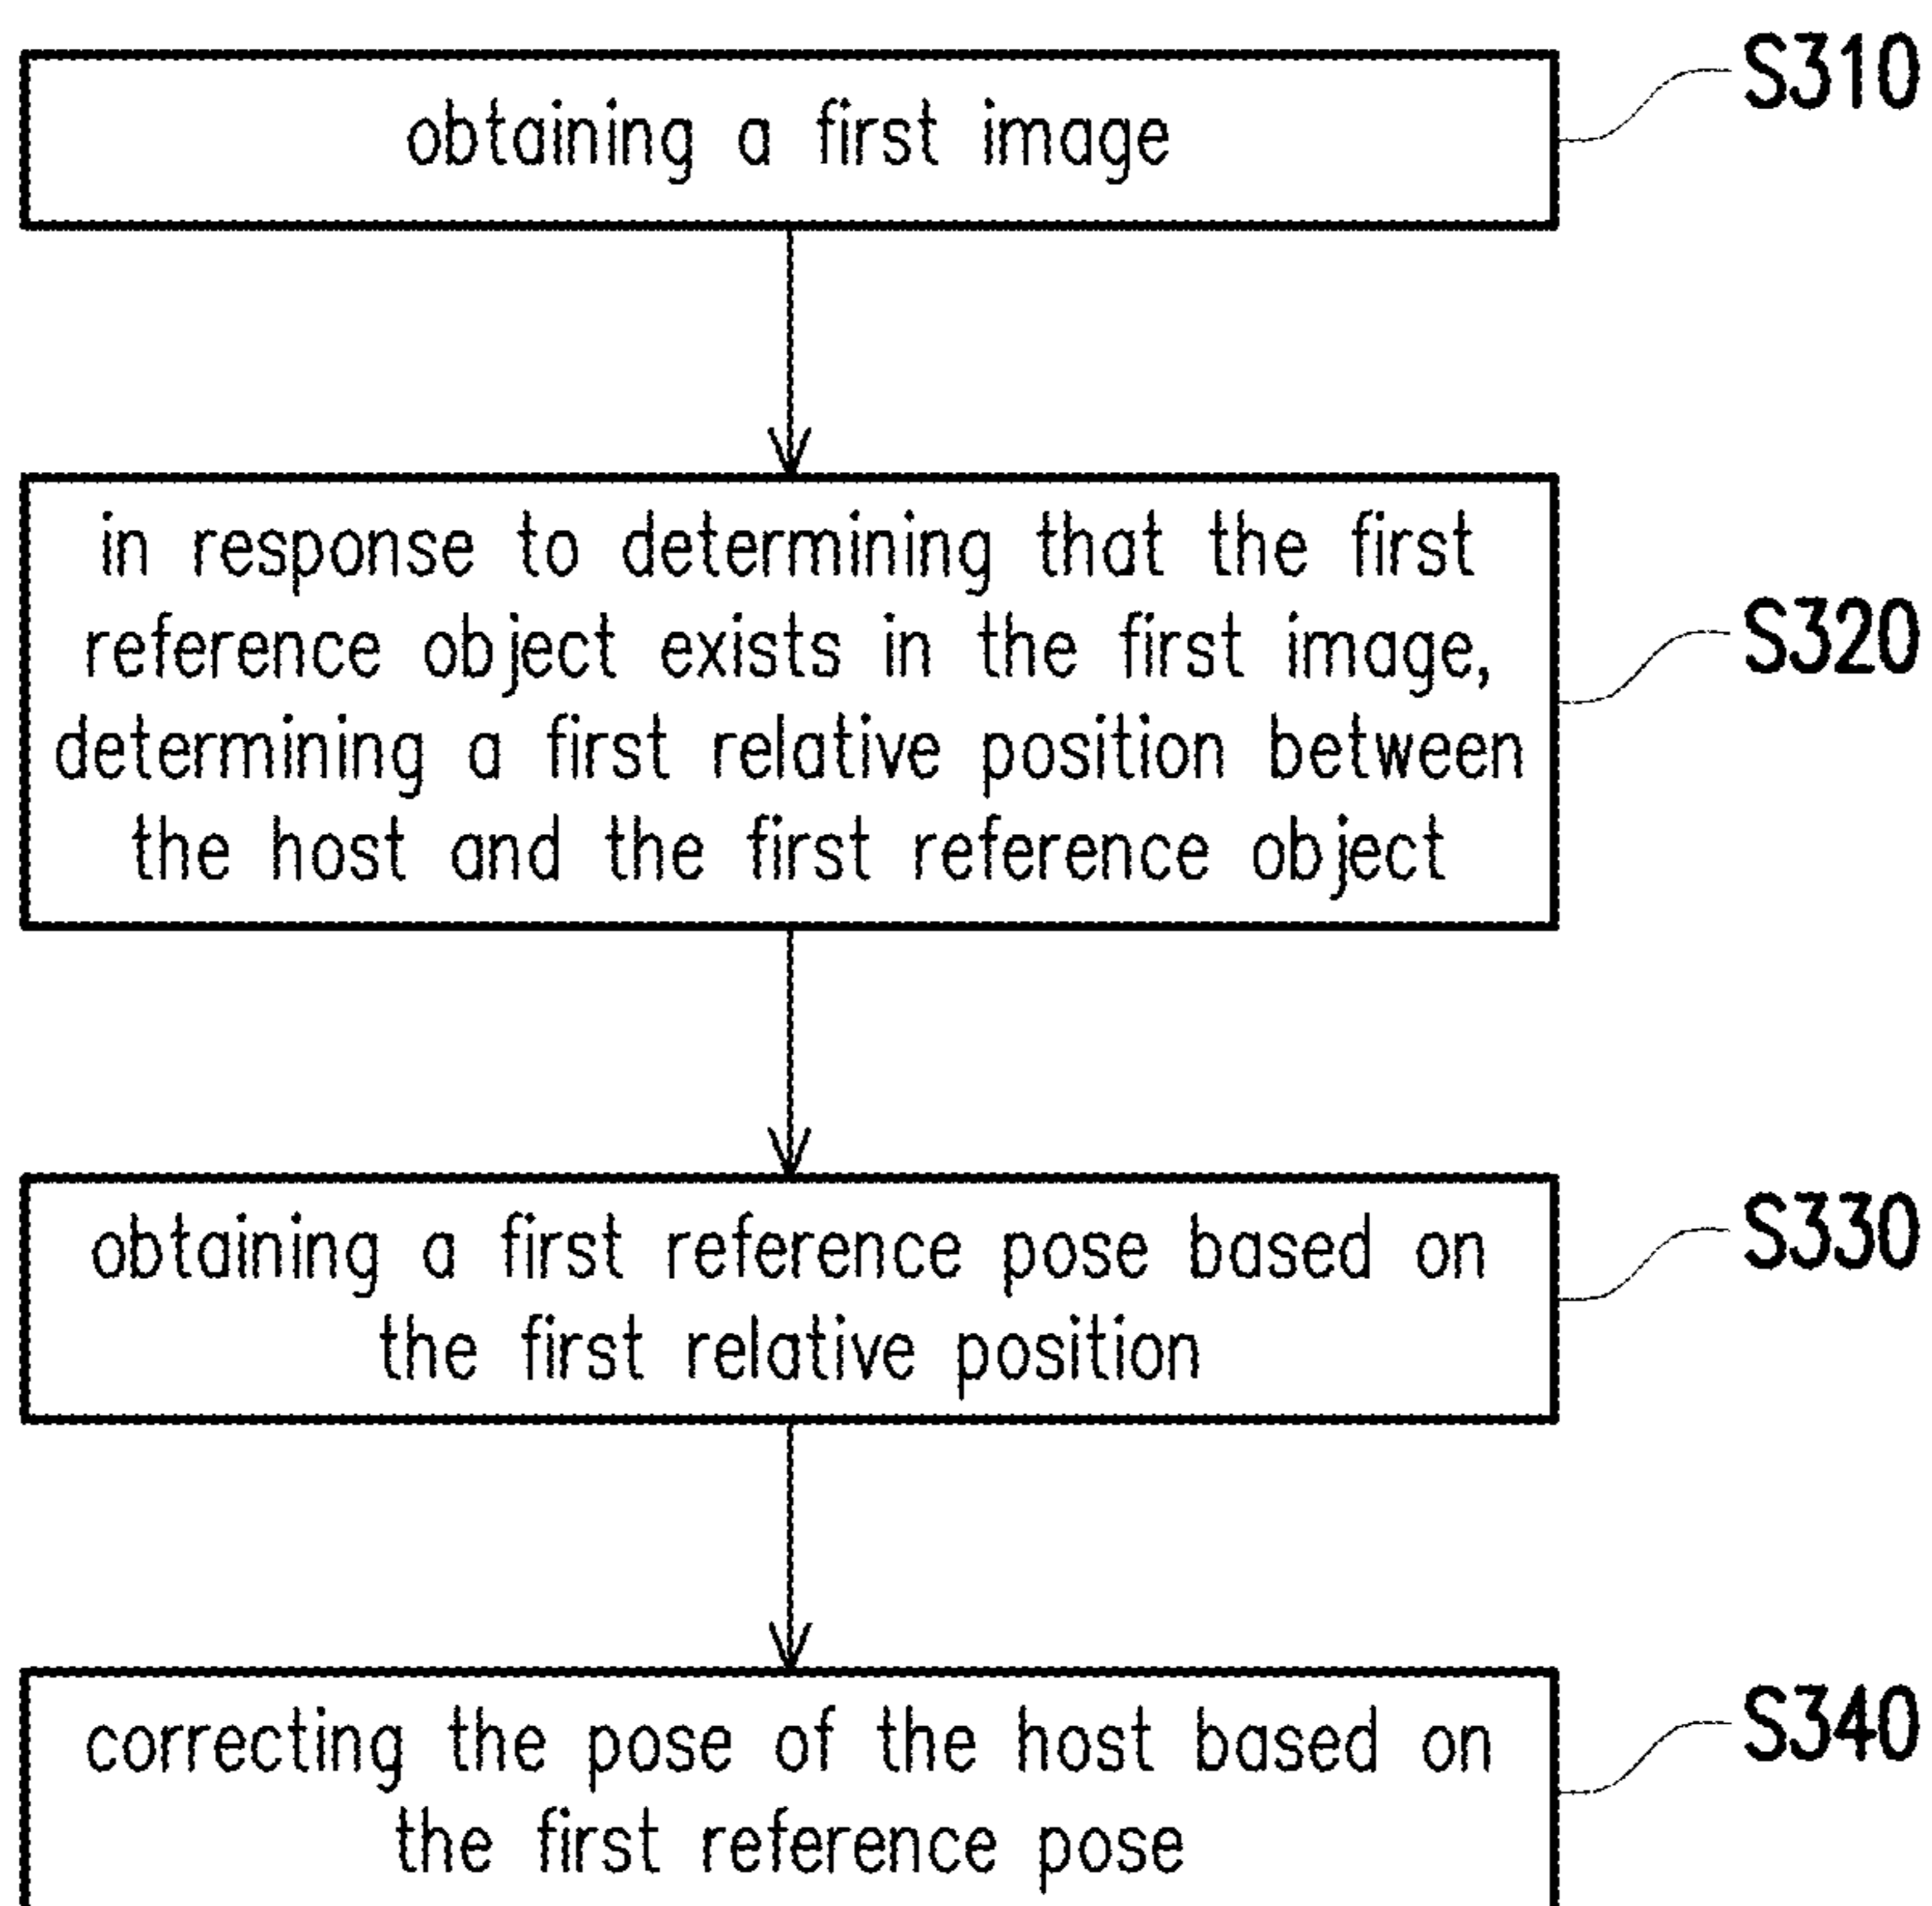 obtaining a first image
S310
in response to determining that the first
reference object exists in the first image,
determining a first relative position between
the host and the first reference object
S320
obtaining a first reference pose based on
the first relative position
S330
correcting the pose of the host based on
the first reference pose
S340